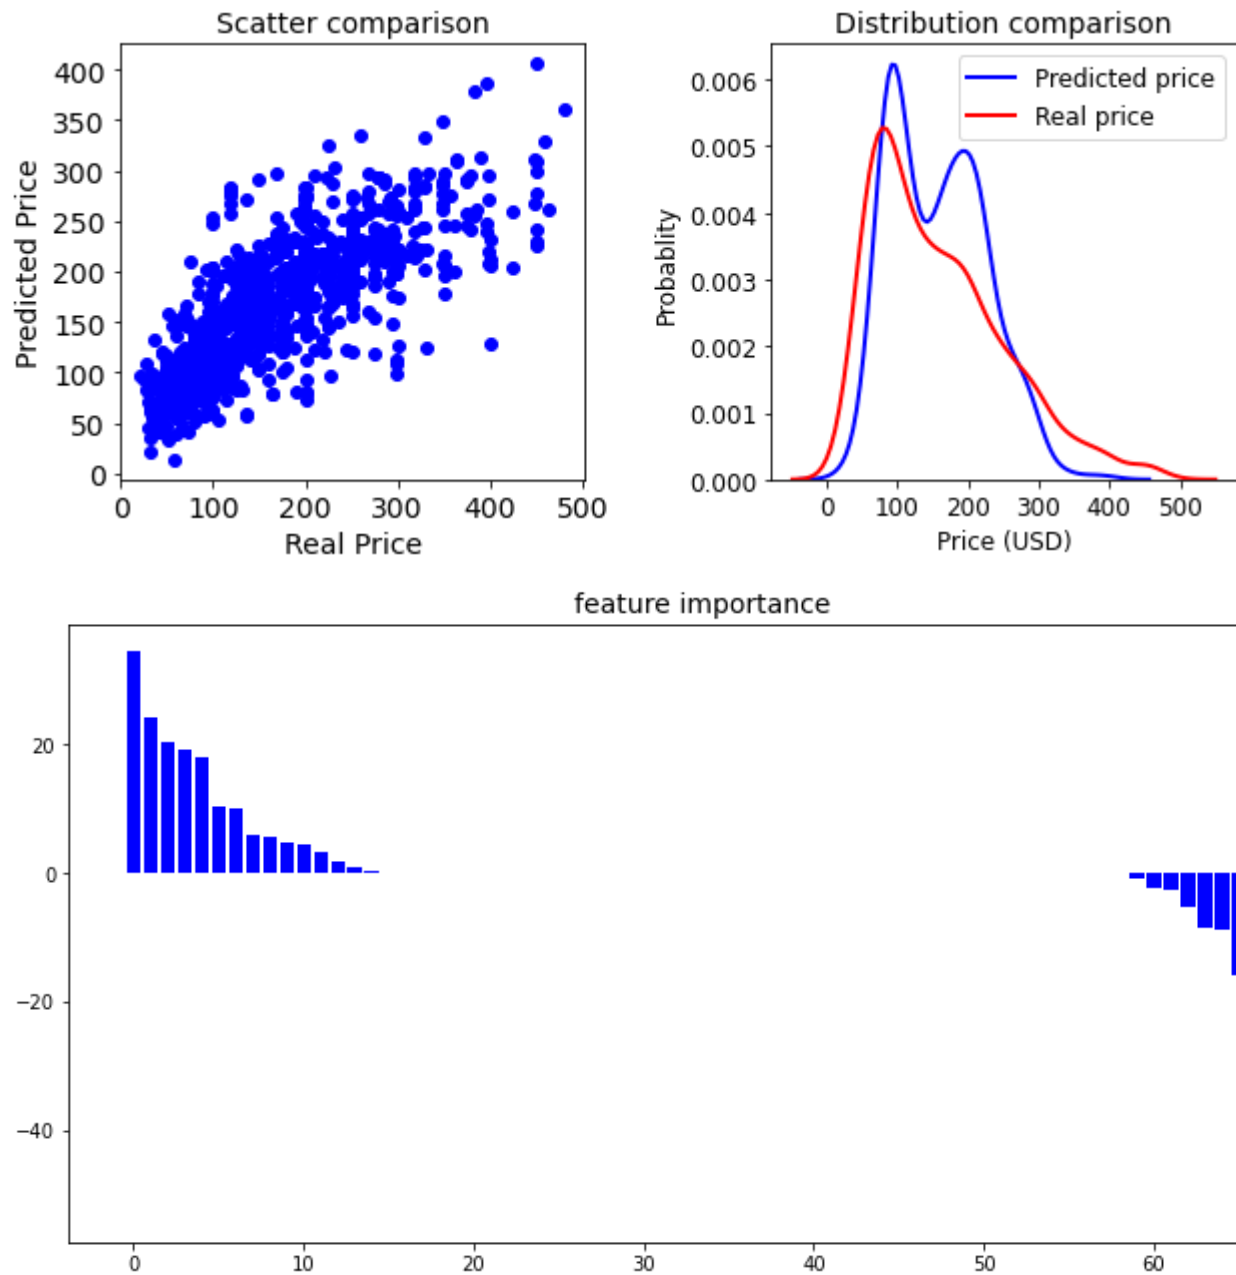 Scatter comparison
400
350
300
250
200
150
100
50
0
Predicted Price
0 100 200 300 400 500
Real Price
Distribution comparison
Predicted price
Real price
0.006
0.005
0.004
0.003
0.002
0.001
0.000
Probablity
0 100 200 300 400 500
Price (USD)
feature importance
20
0
−20
−40
0 10 20 30 40 50 60